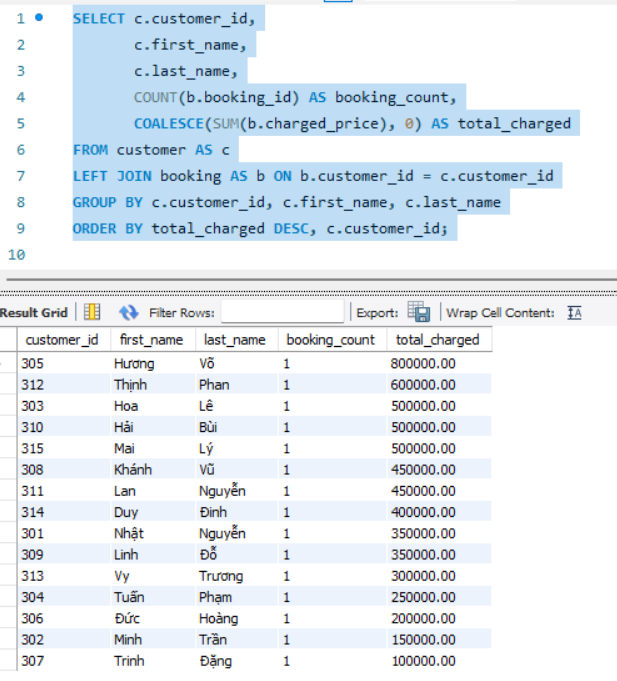 1 SELECT c.customer_id,
2 c.first_name,
3 c.last_name,
4 COUNT(b.booking_id) AS booking_count,
5 COALESCE(SUM(b.charged_price), 0) AS total_charged
6 FROM customer AS c
7 LEFT JOIN booking AS b ON b.customer_id = c.customer_id
8 GROUP BY c.customer_id, c.first_name, c.last_name
9 ORDER BY total_charged DESC, c.customer_id;
10
Result Grid Filter Rows: Export: Wrap Cell Content: IA
customer_id first_name last_name booking_count total_charged
305 Hương Võ 1 800000.00
312 Thịnh Phan 1 600000.00
303 Hoa Lê 1 500000.00
310 Hải Bùi 1 500000.00
315 Mai Lý 1 500000.00
308 Khánh Vũ 1 450000.00
311 Lan Nguyễn 1 450000.00
314 Duy Đinh 1 400000.00
301 Nhật Nguyễn 1 350000.00
309 Linh Đỗ 1 350000.00
313 Vy Trương 1 300000.00
304 Tuấn Phạm 1 250000.00
306 Đức Hoàng 1 200000.00
302 Minh Trần 1 150000.00
307 Trinh Đặng 1 100000.00